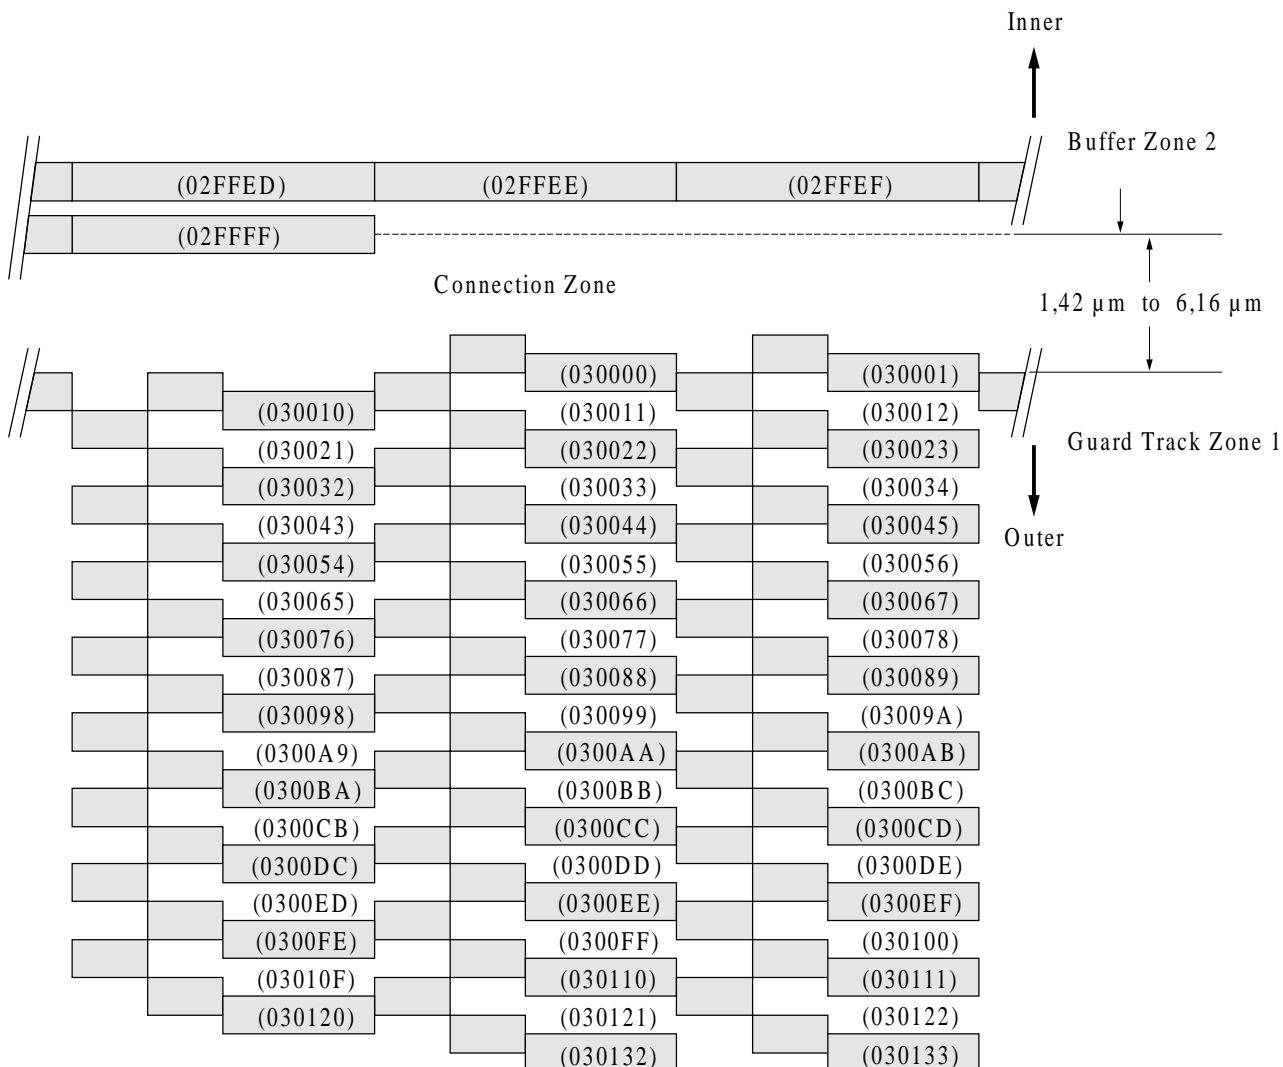 Inner
Buffer Zone 2
(02FFED) (02FFEE) (02FFEF)
(02FFFF)
Connection Zone
1,42 µm to 6,16 µm
(030000) (030001)
(030010) (030011) (030012)
(030021) (030022) (030023)
Guard Track Zone 1
(030032) (030033) (030034)
(030043) (030044) (030045)
Outer
(030054) (030055) (030056)
(030065) (030066) (030067)
(030076) (030077) (030078)
(030087) (030088) (030089)
(030098) (030099) (03009A)
(0300A9) (0300AA) (0300AB)
(0300BA) (0300BB) (0300BC)
(0300CB) (0300CC) (0300CD)
(0300DC) (0300DD) (0300DE)
(0300ED) (0300EE) (0300EF)
(0300FE) (0300FF) (030100)
(03010F) (030110) (030111)
(030120) (030121) (030122)
(030132) (030133)